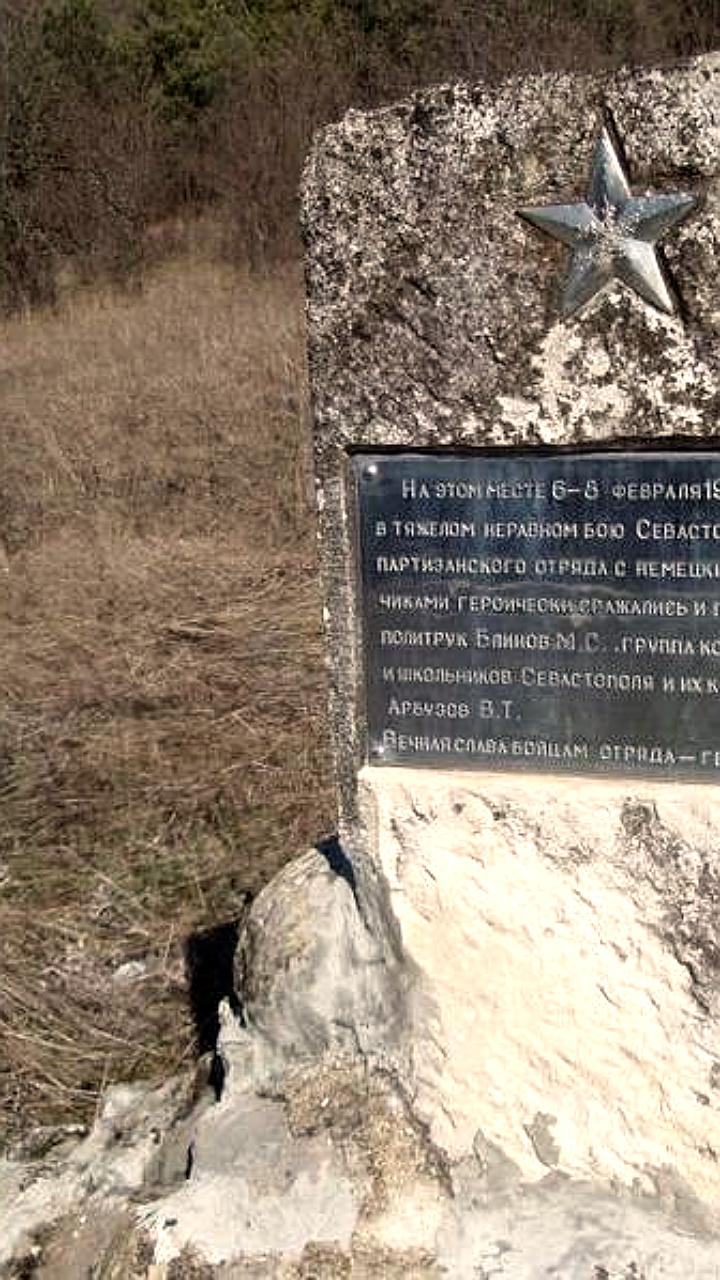 На этом месте 6–8 февраля 19
в тяжелом неравном бою Севасто
партизанского отряда с немецки
чиками героически сражались и п
политрук Блинов М.С., группа ко
и школьников Севастополя и их к
Арбузов В.Т.
Вечная слава бойцам отряда — ге